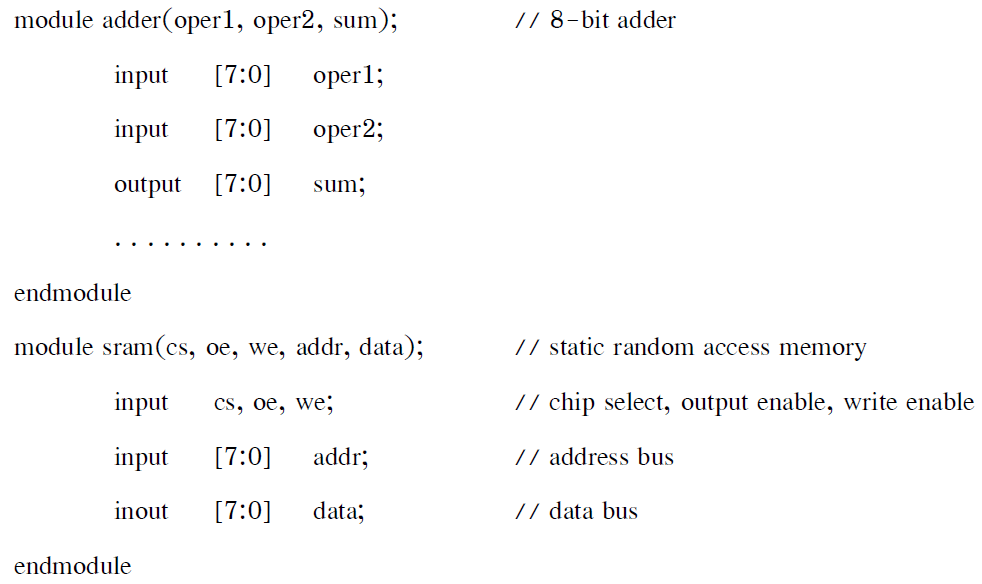 module adder(oper1, oper2, sum); // 8-bit adder
input [7:0] oper1;
input [7:0] oper2;
output [7:0] sum;
. . . . . . . . . .
endmodule
module sram(cs, oe, we, addr, data); // static random access memory
input cs, oe, we; // chip select, output enable, write enable
input [7:0] addr; // address bus
inout [7:0] data; // data bus
endmodule